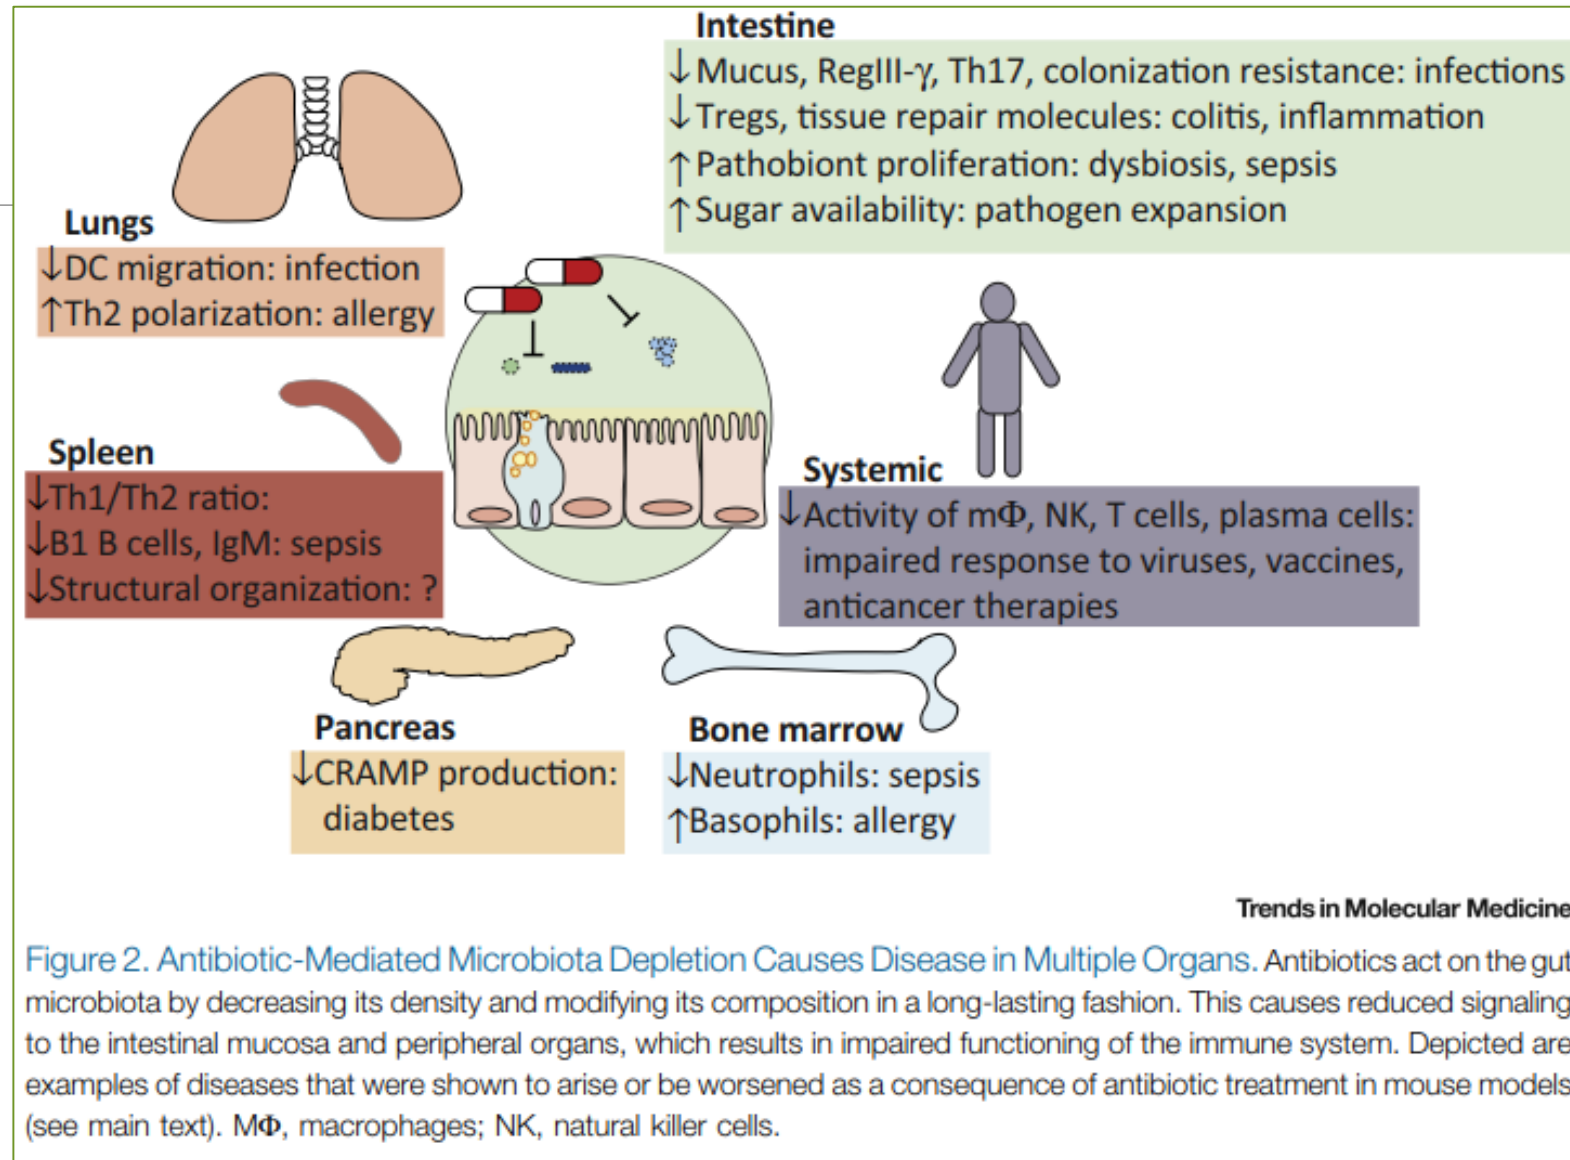 Intestine
↓Mucus, RegIII-γ, Th17, colonization resistance: infections
↓Tregs, tissue repair molecules: colitis, inflammation
↑Pathobiont proliferation: dysbiosis, sepsis
↑Sugar availability: pathogen expansion
Lungs
↓DC migration: infection
↑Th2 polarization: allergy
Spleen
↓Th1/Th2 ratio:
↓B1 B cells, IgM: sepsis
↓Structural organization: ?
Systemic
↓Activity of mΦ, NK, T cells, plasma cells:
impaired response to viruses, vaccines,
anticancer therapies
Pancreas
↓CRAMP production:
diabetes
Bone marrow
↓Neutrophils: sepsis
↑Basophils: allergy
Trends in Molecular Medicine
Figure 2. Antibiotic-Mediated Microbiota Depletion Causes Disease in Multiple Organs. Antibiotics act on the gut
microbiota by decreasing its density and modifying its composition in a long-lasting fashion. This causes reduced signaling
to the intestinal mucosa and peripheral organs, which results in impaired functioning of the immune system. Depicted are
examples of diseases that were shown to arise or be worsened as a consequence of antibiotic treatment in mouse models
(see main text). MΦ, macrophages; NK, natural killer cells.